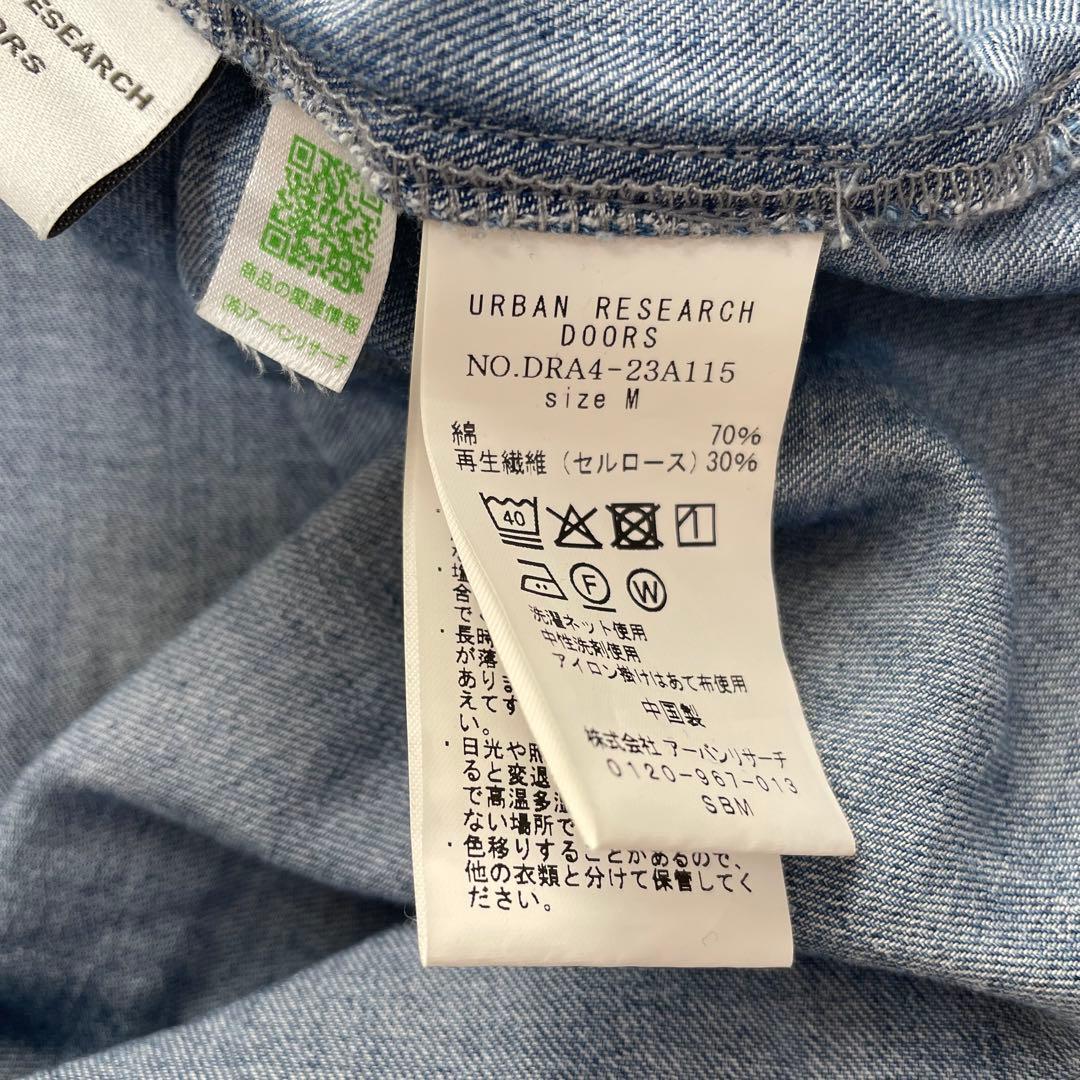 ESEARCH
ORS
商品の関連情報
(株)アーバンリサーチ
URBAN RESEARCH
DOORS
NO.DRA4-23A115
size M
綿 70%
再生繊維 (セルロース) 30%
40
F
W
洗濯ネット使用
中性洗剤使用
アイロン掛けはあて布使用
中国製
株式会社 アーバンリサーチ
0120-967-013
SBM
・塩
含
で
・長時
が落
ありま
えてす
い。
・日光や
ると変退
で高温多湿
ない場所で
・色移りすることがあるので、
他の衣類と分けて保管してく
ださい。